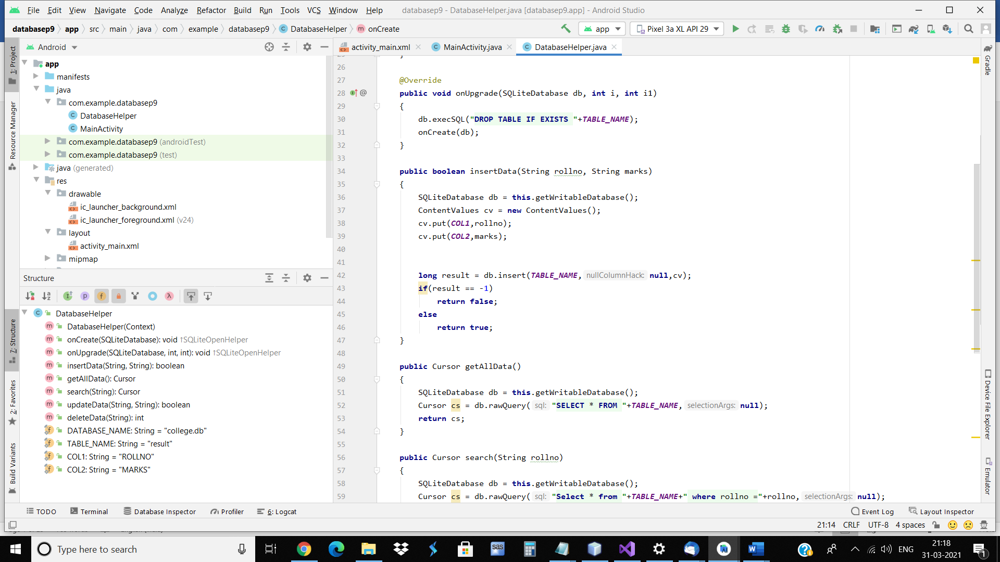 File Edit View Navigate Code Analyze Refactor Build Run Tools VCS Window Help databasep9 - DatabaseHelper.java [databasep9.app] - Android Studio
databasep9 app src main java com example databasep9 DatabaseHelper onCreate app Pixel 3a XL API 29
Android
activity_main.xml MainActivity.java DatabaseHelper.java
1: Project
Resource Manager
7: Structure
2: Favorites
Build Variants
app
manifests
java
com.example.databasep9
DatabaseHelper
MainActivity
com.example.databasep9 (androidTest)
com.example.databasep9 (test)
java (generated)
res
drawable
ic_launcher_background.xml
ic_launcher_foreground.xml (v24)
layout
activity_main.xml
mipmap
Structure
DatabaseHelper
DatabaseHelper(Context)
onCreate(SQLiteDatabase): void ↑SQLiteOpenHelper
onUpgrade(SQLiteDatabase, int, int): void ↑SQLiteOpenHelper
insertData(String, String): boolean
getAllData(): Cursor
search(String): Cursor
updateData(String, String): boolean
deleteData(String): int
DATABASE_NAME: String = "college.db"
TABLE_NAME: String = "result"
COL1: String = "ROLLNO"
COL2: String = "MARKS"
26
27 @Override
28 public void onUpgrade(SQLiteDatabase db, int i, int i1)
29 {
30 db.execSQL("DROP TABLE IF EXISTS "+TABLE_NAME);
31 onCreate(db);
32 }
33
34 public boolean insertData(String rollno, String marks)
35 {
36 SQLiteDatabase db = this.getWritableDatabase();
37 ContentValues cv = new ContentValues();
38 cv.put(COL1,rollno);
39 cv.put(COL2,marks);
40
41
42 long result = db.insert(TABLE_NAME, nullColumnHack: null,cv);
43 if(result == -1)
44 return false;
45 else
46 return true;
47 }
48
49 public Cursor getAllData()
50 {
51 SQLiteDatabase db = this.getWritableDatabase();
52 Cursor cs = db.rawQuery( sql: "SELECT * FROM "+TABLE_NAME, selectionArgs: null);
53 return cs;
54 }
55
56 public Cursor search(String rollno)
57 {
58 SQLiteDatabase db = this.getWritableDatabase();
59 Cursor cs = db.rawQuery( sql: "Select * from "+TABLE_NAME+" where rollno ="+rollno, selectionArgs: null);
Gradle
Device File Explorer
Emulator
TODO Terminal Database Inspector Profiler 6: Logcat Event Log Layout Inspector
21:14 CRLF UTF-8 4 spaces
Type here to search
sas
ENG
21:18
31-03-2021
1